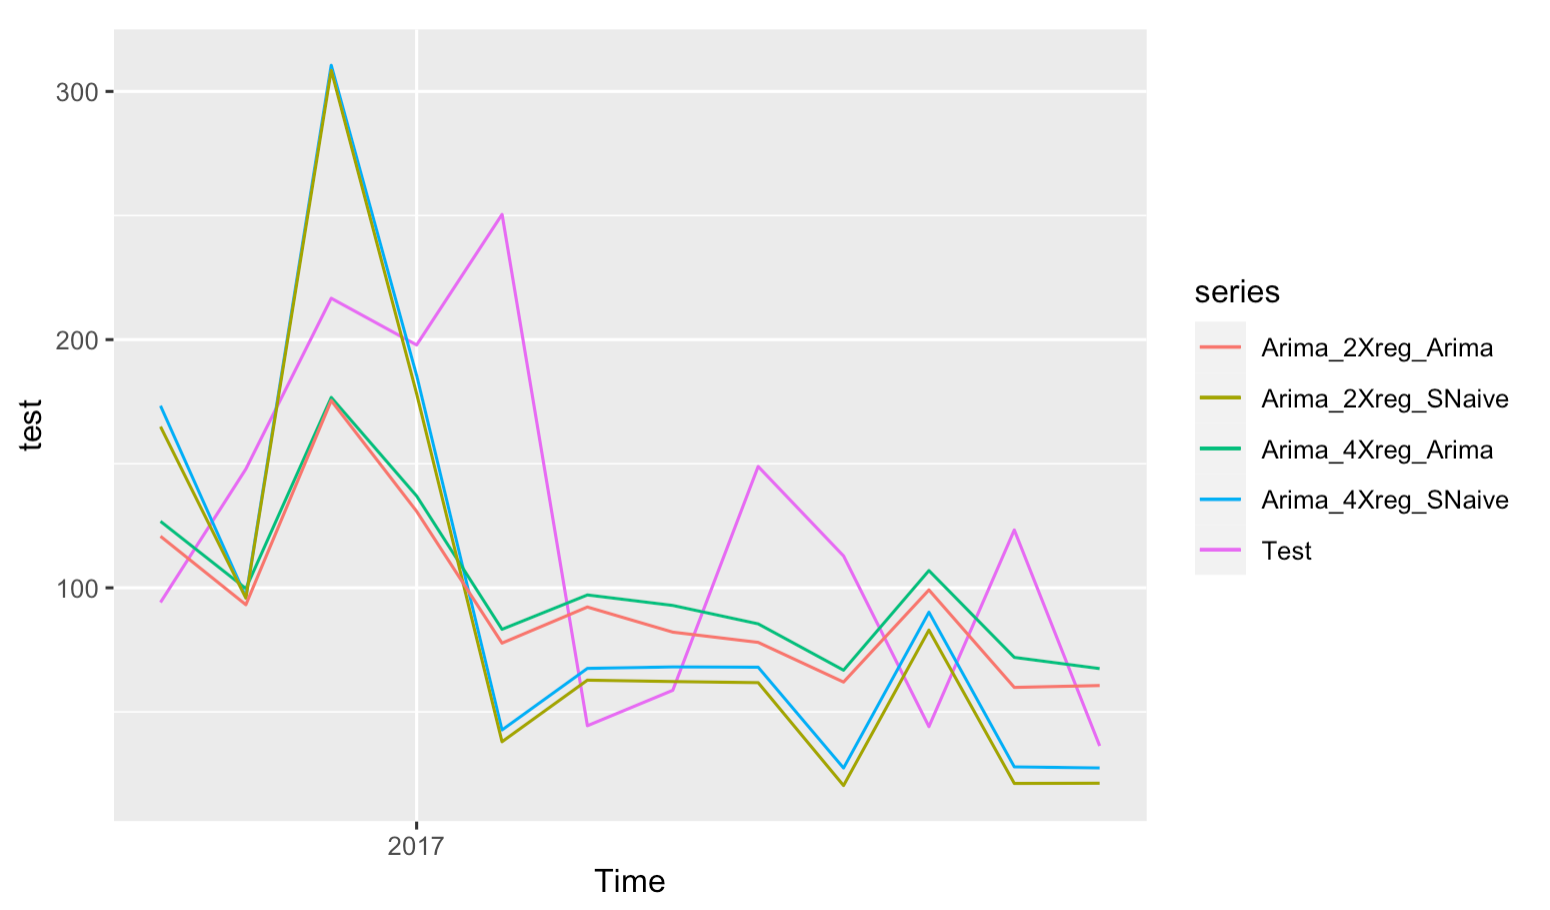 300
200
100
test
2017
Time
series
Arima_2Xreg_Arima
Arima_2Xreg_SNaive
Arima_4Xreg_Arima
Arima_4Xreg_SNaive
Test